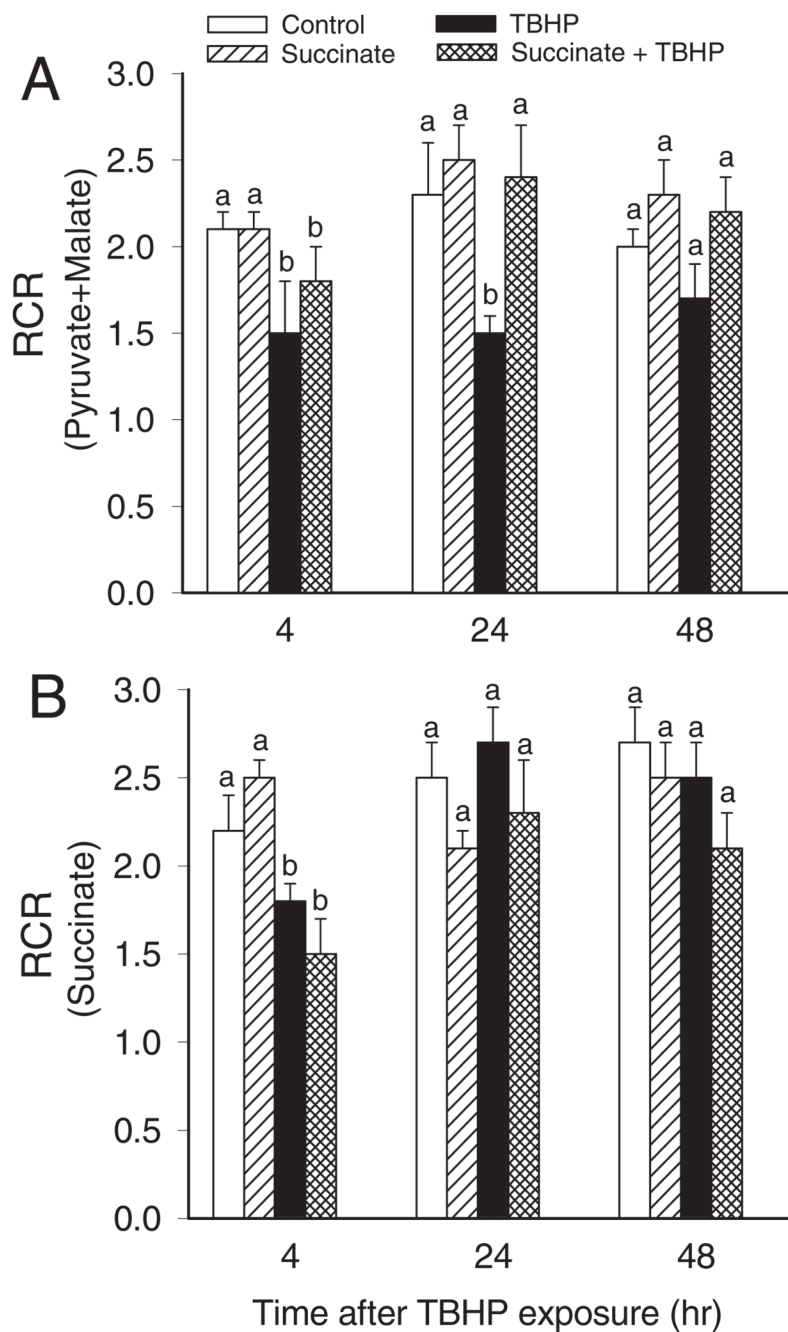 Control TBHP
Succinate Succinate + TBHP
A
RCR
(Pyruvate+Malate)
3.0
2.5
2.0
1.5
1.0
0.5
0.0
a a b b
a a b a
a a a a
4 24 48
B
RCR
(Succinate)
3.0
2.5
2.0
1.5
1.0
0.5
0.0
a a b b
a a a a
a a a a
4 24 48
Time after TBHP exposure (hr)